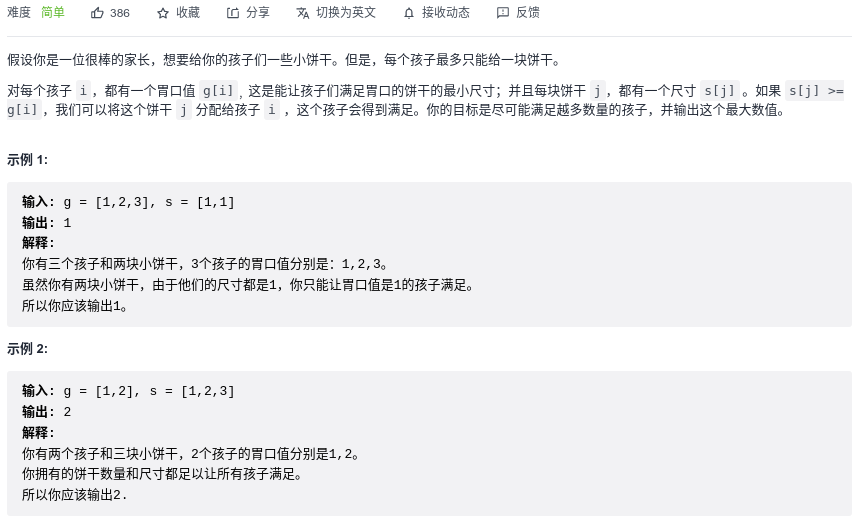 难度 简单 386 收藏 分享 切换为英文 接收动态 反馈
假设你是一位很棒的家长，想要给你的孩子们一些小饼干。但是，每个孩子最多只能给一块饼干。
对每个孩子 i，都有一个胃口值 g[i]，这是能让孩子们满足胃口的饼干的最小尺寸；并且每块饼干 j，都有一个尺寸 s[j] 。如果 s[j] >=
g[i]，我们可以将这个饼干 j 分配给孩子 i ，这个孩子会得到满足。你的目标是尽可能满足越多数量的孩子，并输出这个最大数值。
示例 1:
输入: g = [1,2,3], s = [1,1]
输出: 1
解释:
你有三个孩子和两块小饼干，3个孩子的胃口值分别是：1,2,3。
虽然你有两块小饼干，由于他们的尺寸都是1，你只能让胃口值是1的孩子满足。
所以你应该输出1。
示例 2:
输入: g = [1,2], s = [1,2,3]
输出: 2
解释:
你有两个孩子和三块小饼干，2个孩子的胃口值分别是1,2。
你拥有的饼干数量和尺寸都足以让所有孩子满足。
所以你应该输出2.